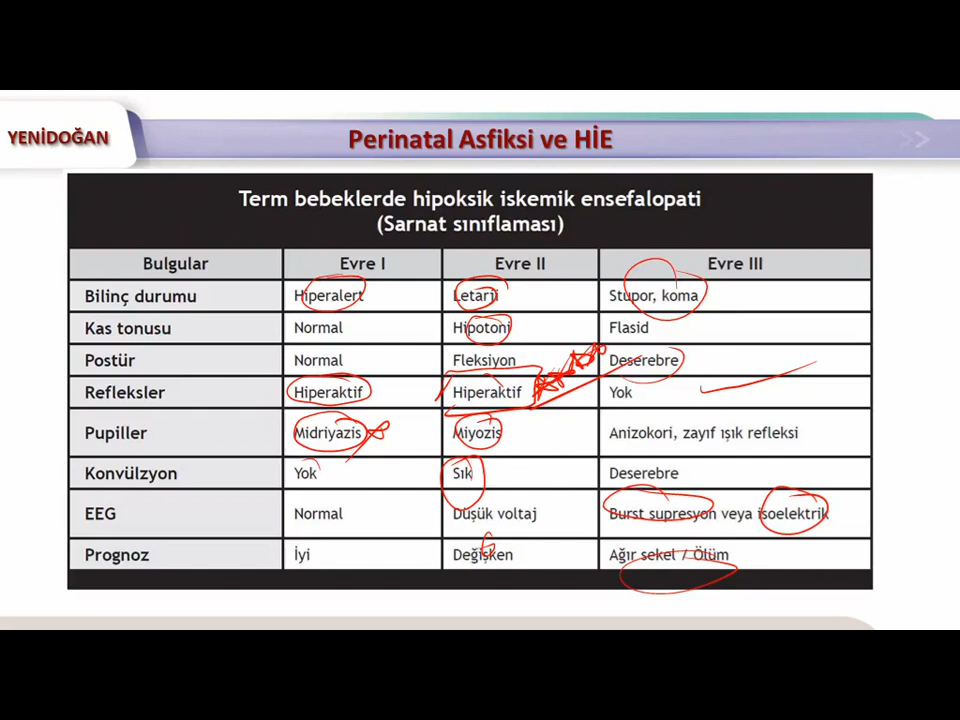 YENİDOĞAN
Perinatal Asfiksi ve HİE
Term bebeklerde hipoksik iskemik ensefalopati
(Sarnat sınıflaması)
Bulgular Evre I Evre II Evre III
Bilinç durumu Hiperalert Letarji Stupor, koma
Kas tonusu Normal Hipotoni Flasid
Postür Normal Fleksiyon Deserebre
Refleksler Hiperaktif Hiperaktif Yok
Pupiller Midriyazis Miyozis Anizokori, zayıf ışık refleksi
Konvülzyon Yok Sık Deserebre
EEG Normal Düşük voltaj Burst supresyon veya isoelektrik
Prognoz İyi Değişken Ağır sekel / Ölüm